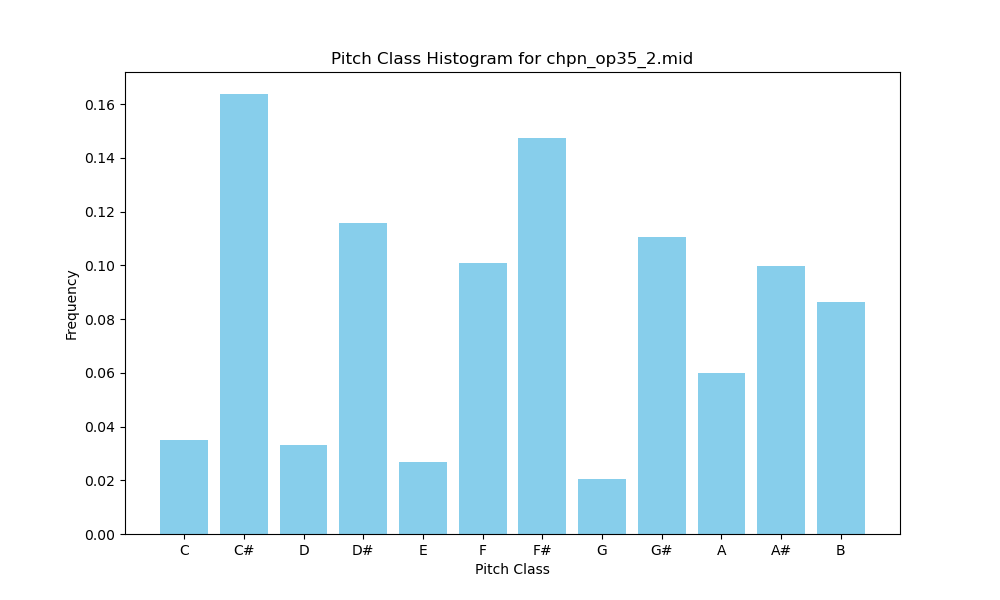 Pitch Class Histogram for chpn_op35_2.mid
Frequency
0.16
0.14
0.12
0.10
0.08
0.06
0.04
0.02
0.00
C C# D D# E F F# G G# A A# B
Pitch Class